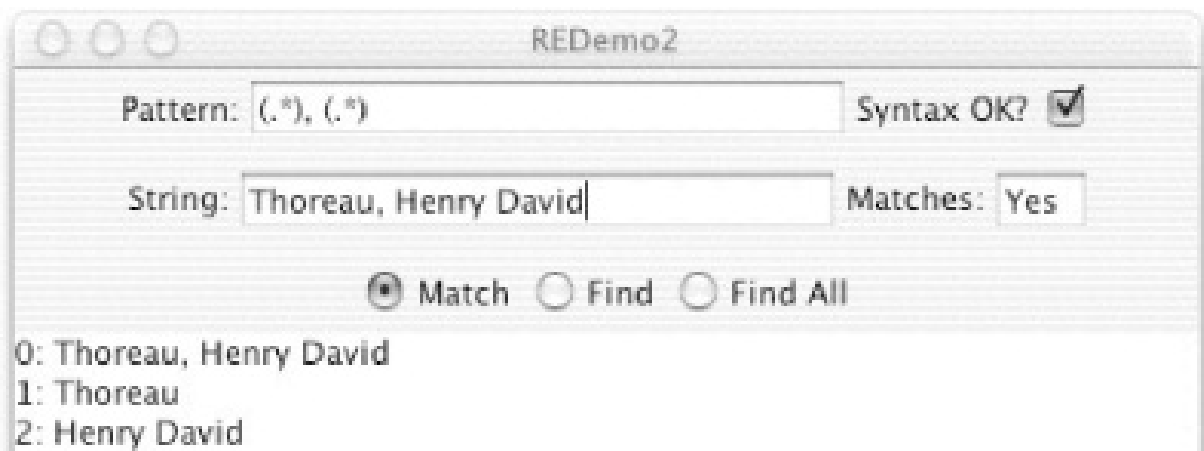 REDemo2
Pattern: (.*), (.*) Syntax OK?
String: Thoreau, Henry David Matches: Yes
Match Find Find All
0: Thoreau, Henry David
1: Thoreau
2: Henry David